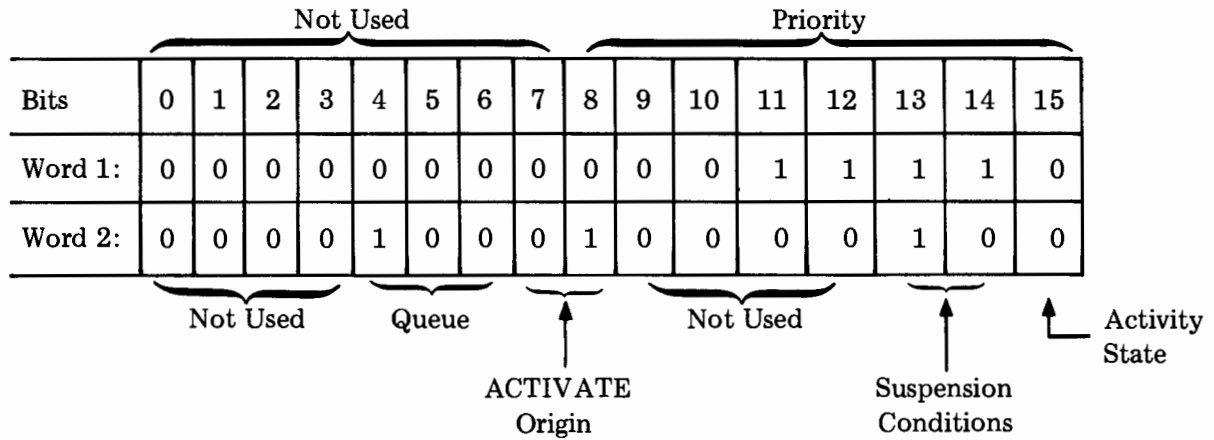 Not Used Priority
Bits 0 1 2 3 4 5 6 7 8 9 10 11 12 13 14 15
Word 1: 0 0 0 0 0 0 0 0 0 0 0 1 1 1 1 0
Word 2: 0 0 0 0 1 0 0 0 1 0 0 0 0 1 0 0
Not Used Queue Not Used Activity
State
ACTIVATE Suspension
Origin Conditions